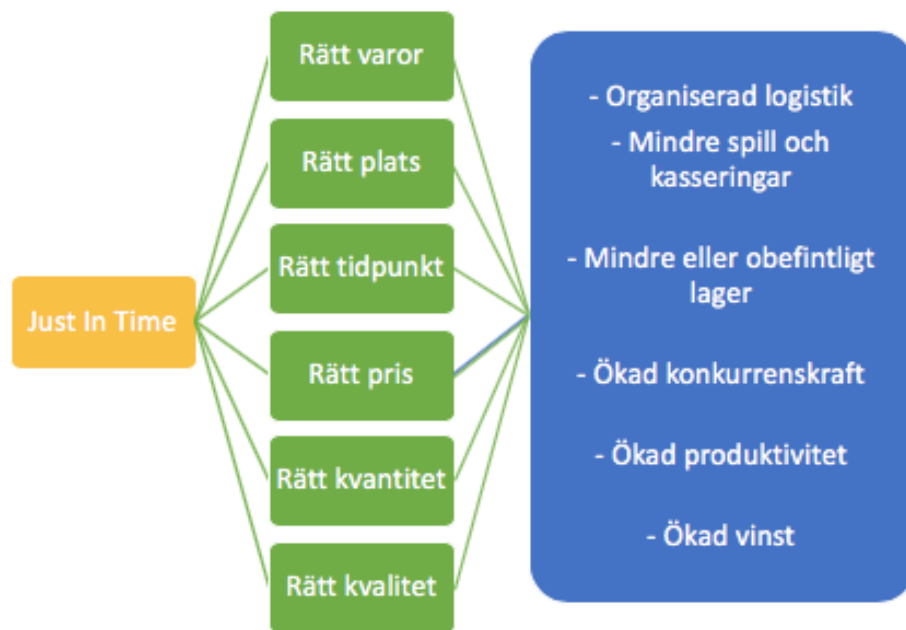 Just In Time
Rätt varor
Rätt plats
Rätt tidpunkt
Rätt pris
Rätt kvantitet
Rätt kvalitet
- Organiserad logistik
- Mindre spill och
kasseringar
- Mindre eller obefintligt
lager
- Ökad konkurrenskraft
- Ökad produktivitet
- Ökad vinst